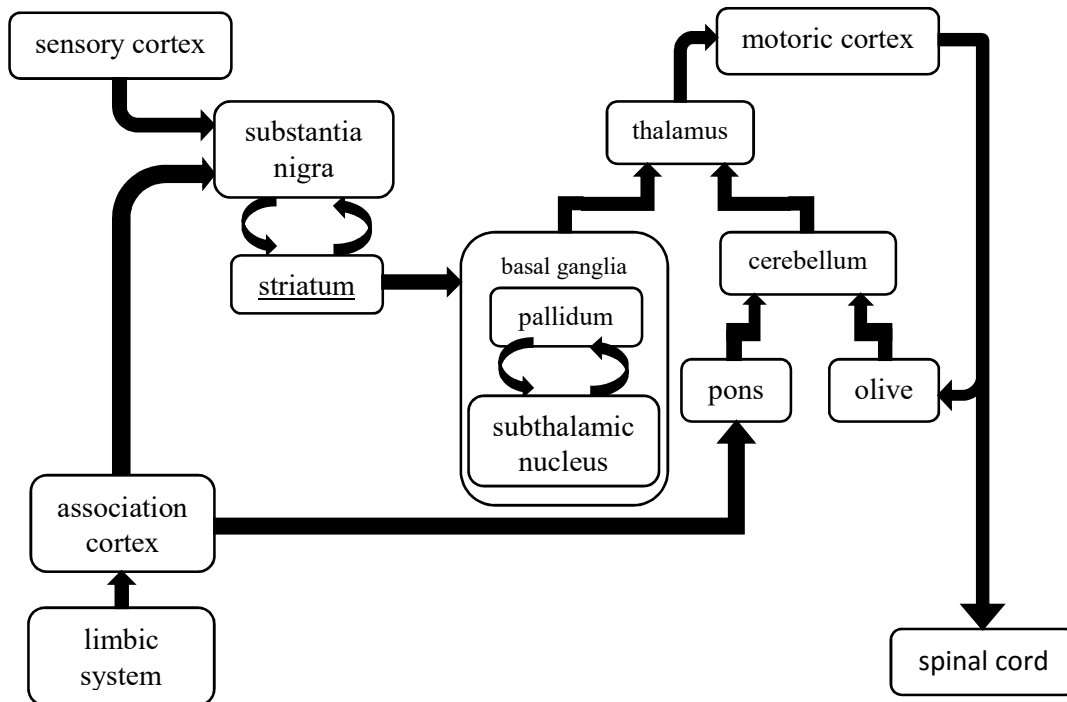 sensory cortex
motoric cortex
substantia
nigra
thalamus
striatum
basal ganglia
cerebellum
pallidum
pons
olive
subthalamic
nucleus
association
cortex
limbic
system
spinal cord